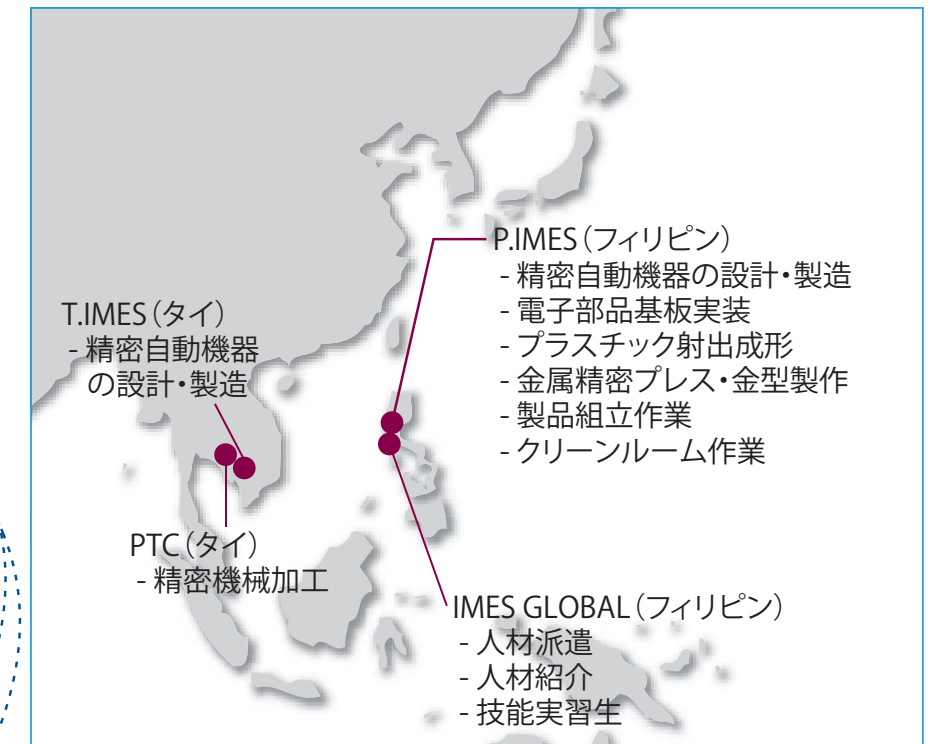 P.IMES（フィリピン）
- 精密自動機器の設計・製造
- 電子部品基板実装
- プラスチック射出成形
- 金属精密プレス・金型製作
- 製品組立作業
- クリーンルーム作業
T.IMES（タイ）
- 精密自動機器
の設計・製造
PTC（タイ）
- 精密機械加工
IMES GLOBAL（フィリピン）
- 人材派遣
- 人材紹介
- 技能実習生